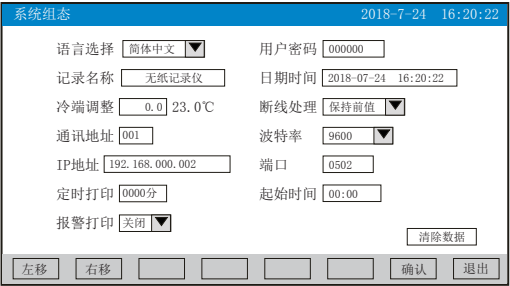 系统组态 2018-7-24 16:20:22
语言选择 简体中文 用户密码 000000
记录名称 无纸记录仪 日期时间 2018-07-24 16:20:22
冷端调整 0.0 23.0℃ 断线处理 保持前值
通讯地址 001 波特率 9600
IP地址 192.168.000.002 端口 0502
定时打印 0000分 起始时间 00:00
报警打印 关闭
清除数据
左移 右移 确认 退出